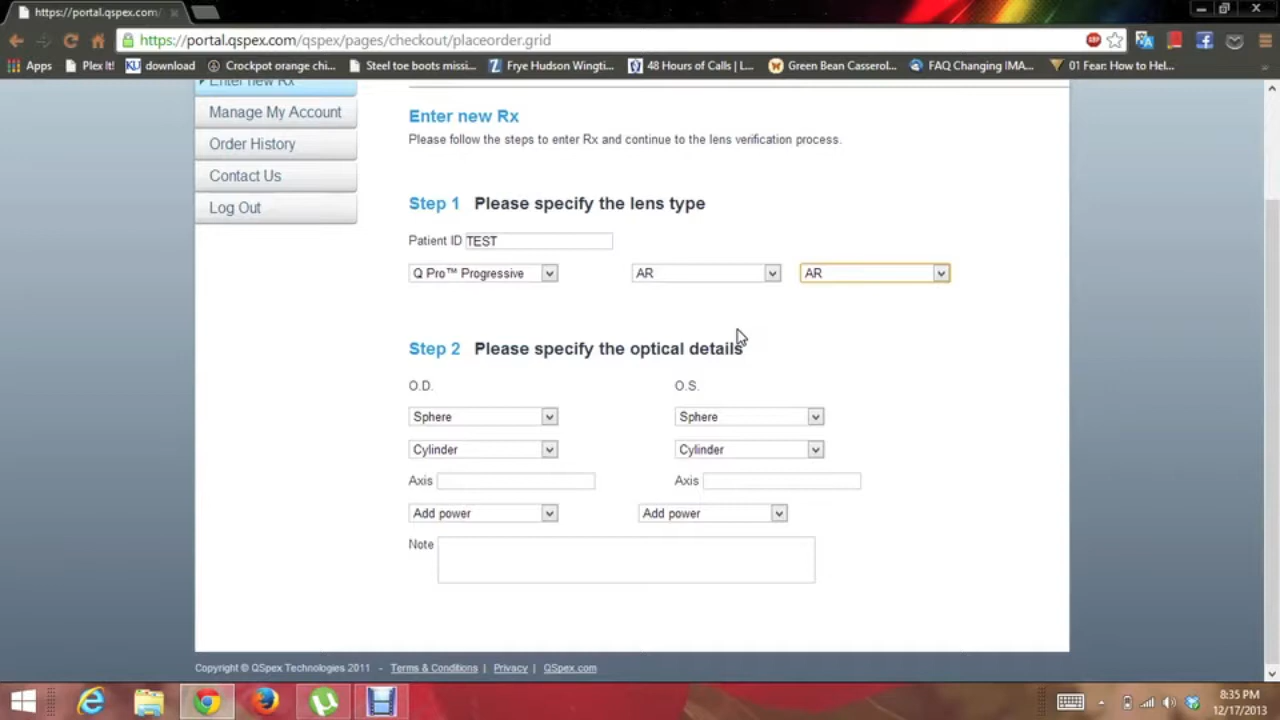 https://portal.qspex.com/
https://portal.qspex.com/qspex/pages/checkout/placeorder.grid
Apps Plex It! download Crockpot orange chi... Steel toe boots missi... Frye Hudson Wingti... 48 Hours of Calls | L... Green Bean Casserol... FAQ Changing IMA... 01 Fear: How to Hel...
Enter new Rx
Manage My Account
Order History
Contact Us
Log Out
Enter new Rx
Please follow the steps to enter Rx and continue to the lens verification process.
Step 1 Please specify the lens type
Patient ID TEST
Q Pro™ Progressive AR AR
Step 2 Please specify the optical details
O.D. O.S.
Sphere Sphere
Cylinder Cylinder
Axis Axis
Add power Add power
Note
Copyright © QSpex Technologies 2011 - Terms & Conditions | Privacy | QSpex.com
8:35 PM
12/17/2013